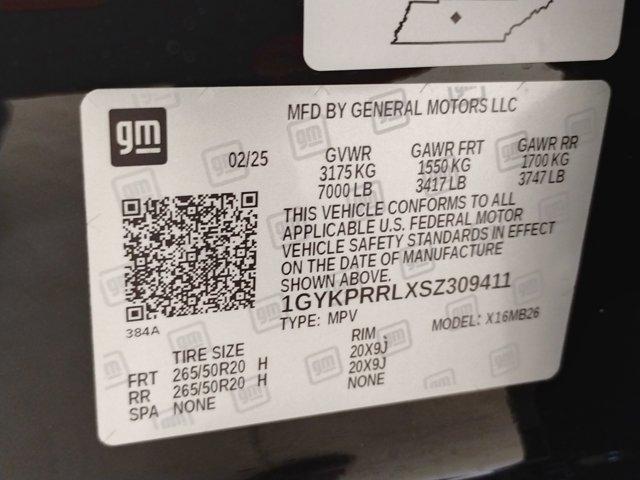 gm
MFD BY GENERAL MOTORS LLC
02/25
GVWR GAWR FRT GAWR RR
3175 KG 1550 KG 1700 KG
7000 LB 3417 LB 3747 LB
THIS VEHICLE CONFORMS TO ALL
APPLICABLE U.S. FEDERAL MOTOR
VEHICLE SAFETY STANDARDS IN EFFECT
ON THE DATE OF MANUFACTURE
SHOWN ABOVE.
1GYKPRRLXSZ309411
TYPE: MPV MODEL: X16MB26
384A
TIRE SIZE RIM
FRT 265/50R20 H 20X9J
RR 265/50R20 H 20X9J
SPA NONE NONE